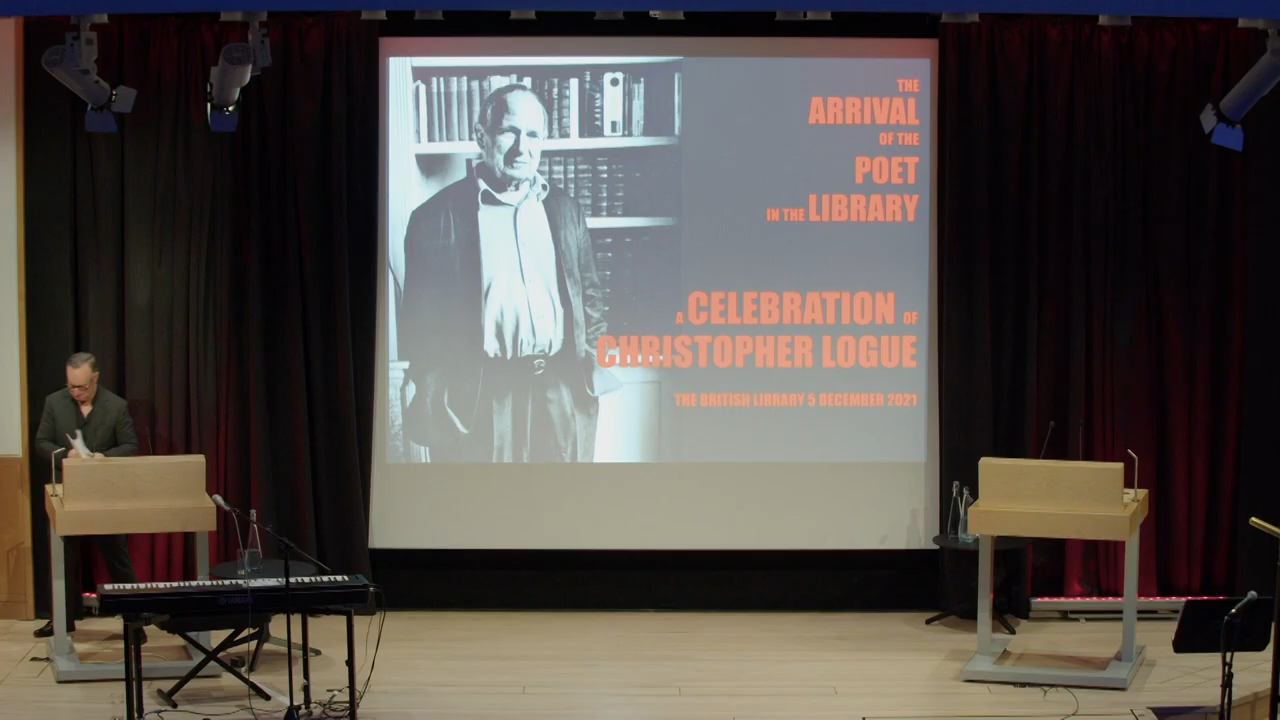 THE
ARRIVAL
OF THE
POET
IN THE LIBRARY
A CELEBRATION OF
CHRISTOPHER LOGUE
THE BRITISH LIBRARY 5 DECEMBER 2021